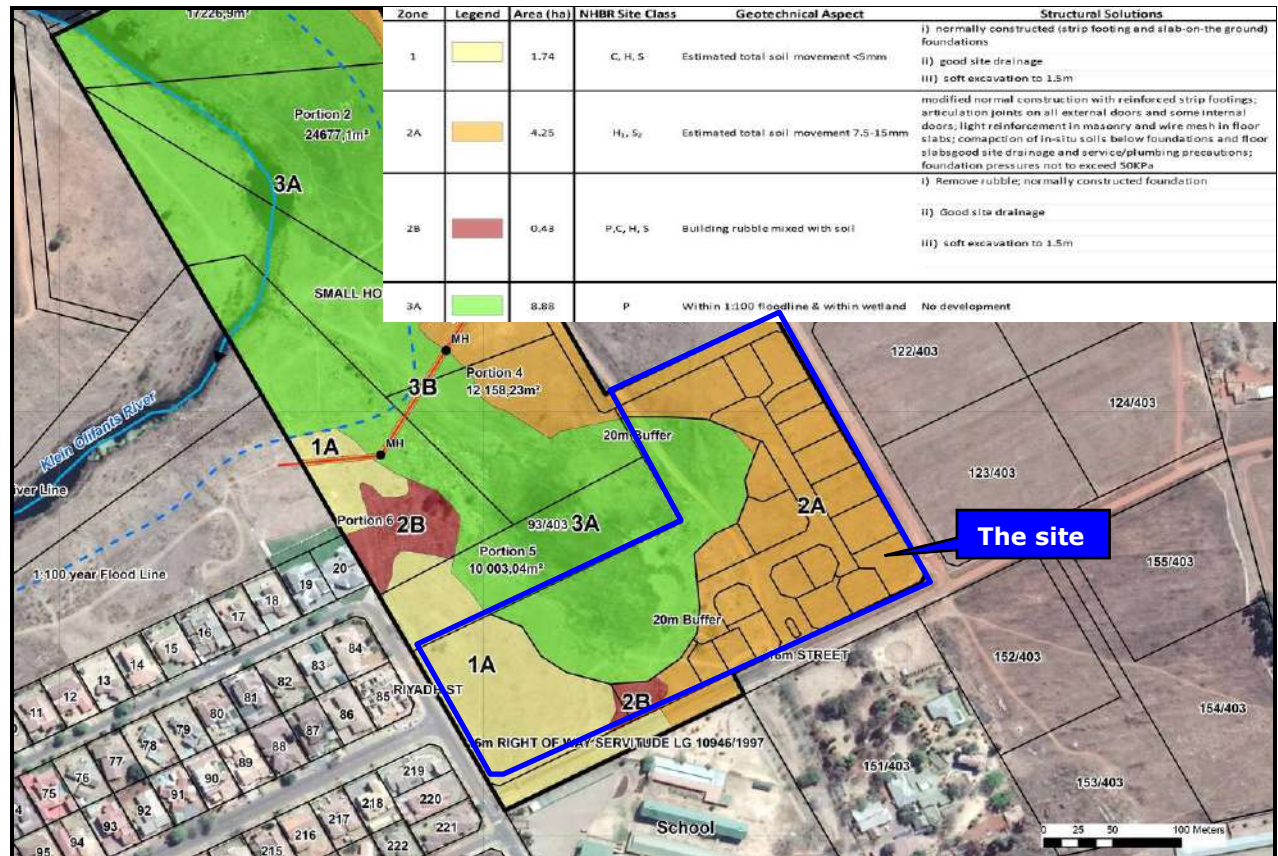 17226,9m²
Zone Legend Area (ha) NHBR Site Class Geotechnical Aspect Structural Solutions
1 1.74 C, H, S Estimated total soil movement <5mm
i) normally constructed (strip footing and slab-on-the ground)
foundations
ii) good site drainage
iii) soft excavation to 1.5m
2A 4.25 H₁, S₂ Estimated total soil movement 7.5-15mm
modified normal construction with reinforced strip footings;
articulation joints on all external doors and some internal
doors; light reinforcement in masonry and wire mesh in floor
slabs; comapction of in-situ soils below foundations and floor
slabsgood site drainage and service/plumbing precautions;
foundation pressures not to exceed 50KPa
2B 0.43 P,C, H, S Building rubble mixed with soil
i) Remove rubble; normally constructed foundation
ii) Good site drainage
iii) soft excavation to 1.5m
3A 8.88 P Within 1:100 floodline & within wetland No development
Portion 2
24677,1m²
3A
SMALL HO
MH
Portion 4
12 158,23m²
3B
122/403
124/403
Klein Olifants River
20m Buffer
1A
MH
123/403
iver Line
2A
Portion 6
2B
93/403
3A
The site
Portion 5
10 003,04m²
155/403
1:100 year Flood Line
20
19
18
17
16
15
14
13
12
11
20m Buffer
84
83
82
81
80
79
78
77
76
75
1A
16m STREET
152/403
RIYADH ST
85
86
87
88
89
90
91
92
93
94
95
2B
154/403
16m RIGHT OF WAY SERVITUDE LG 10946/1997
151/403
153/403
219
220
221
222
218
217
216
215
School
0 25 50 100 Meters